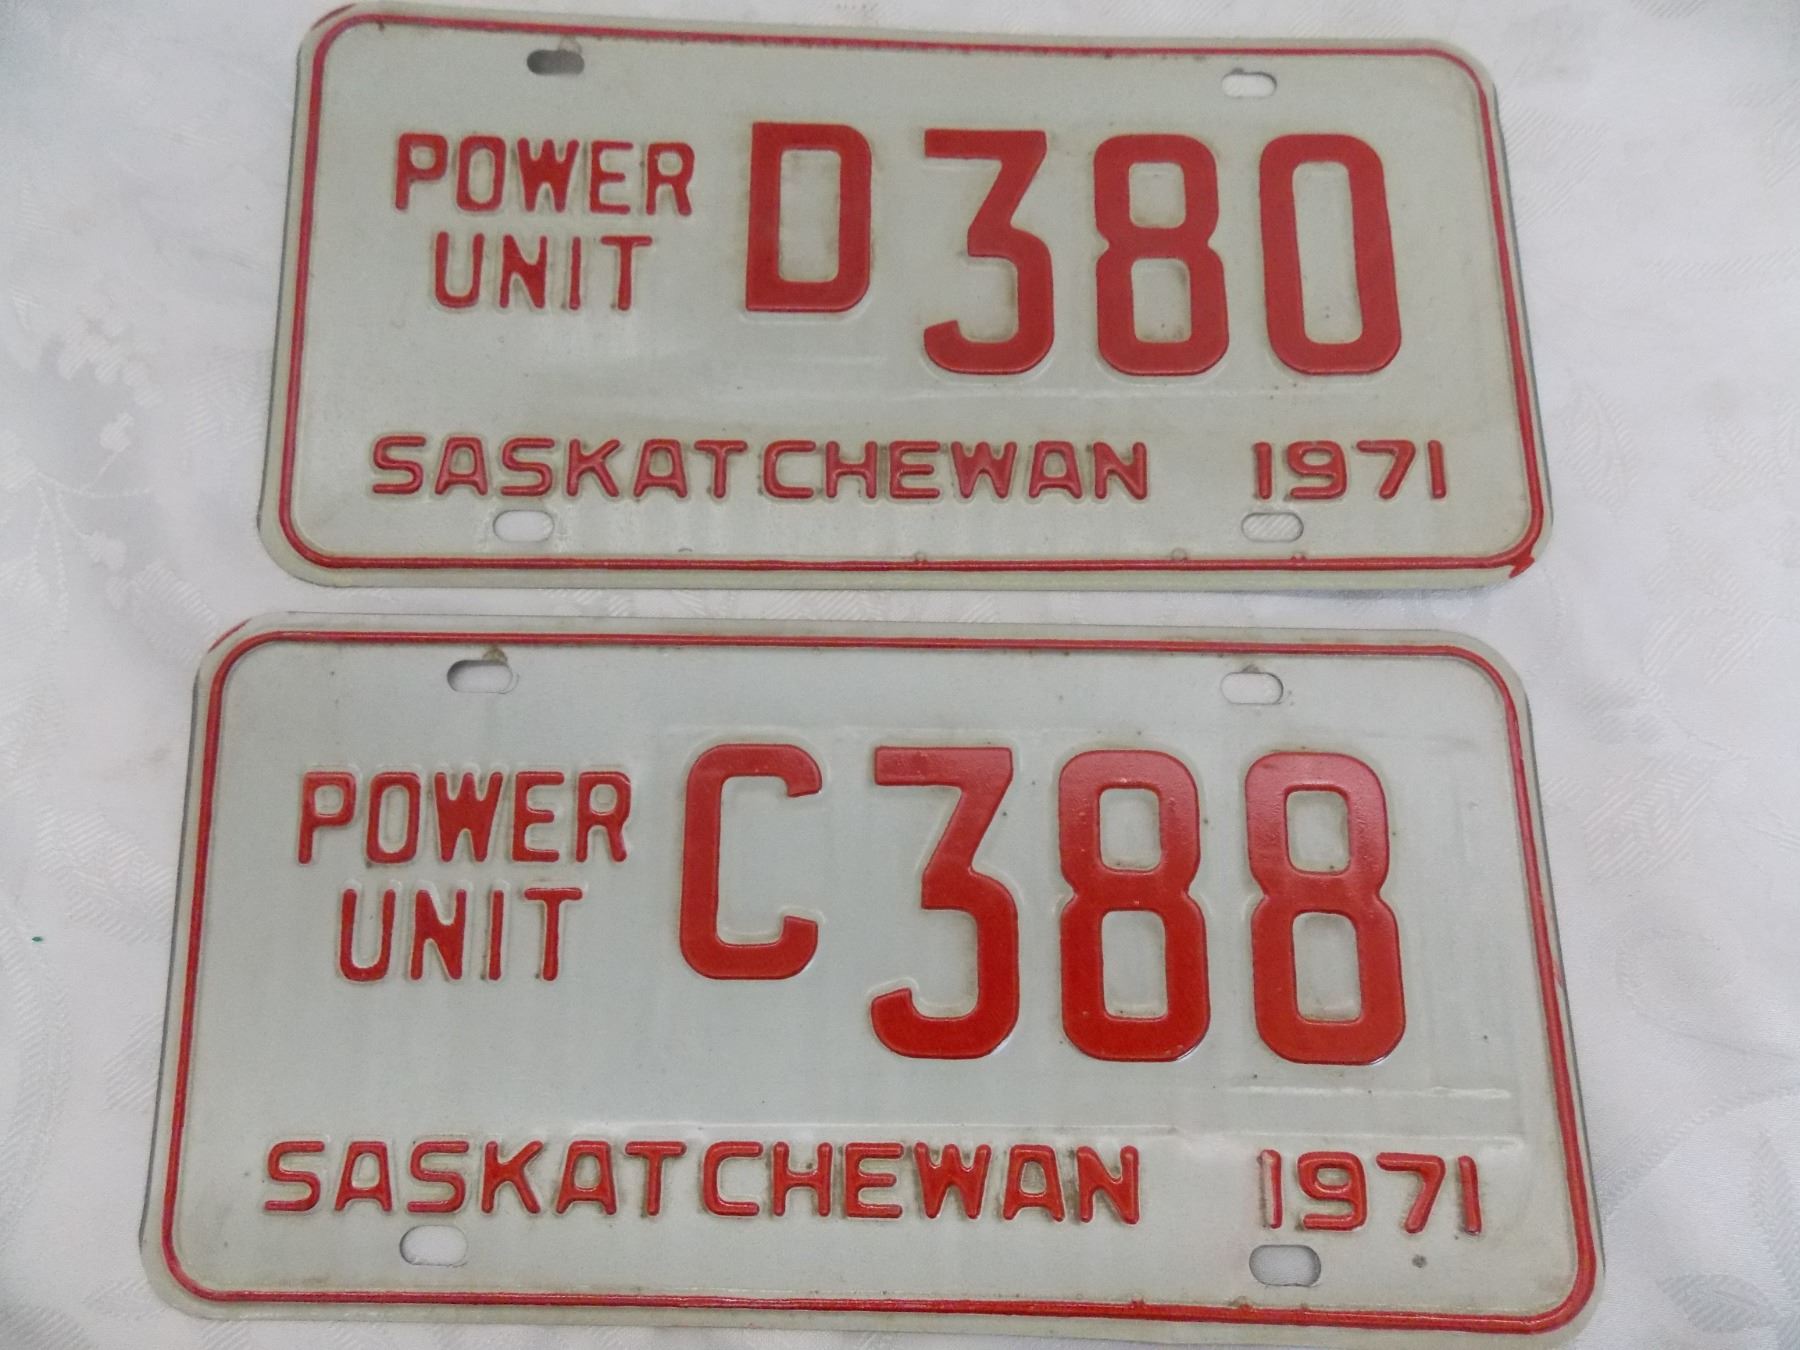 POWER UNIT D380
SASKATCHEWAN 1971
POWER UNIT C388
SASKATCHEWAN 1971